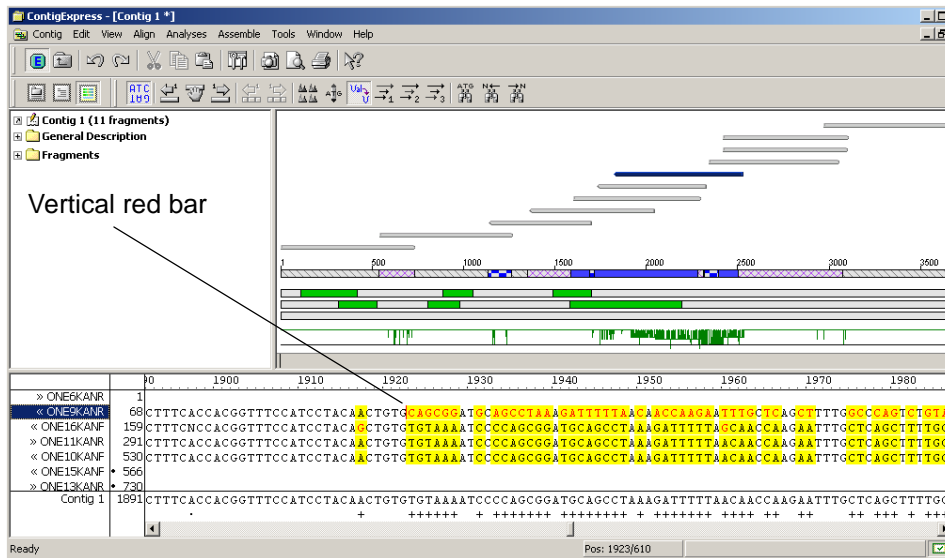 ContigExpress - [Contig 1 *]
Contig Edit View Align Analyses Assemble Tools Window Help
Contig 1 (11 fragments)
General Description
Fragments
Vertical red bar
1 500 1000 1500 2000 2500 3000 3500
1900 1910 1920 1930 1940 1950 1960 1970 1980
» ONE6KANR 1
« ONE9KANR 68 CTTTCACCACGGTTTCCATCCTACAACTGTGCAGCGGATGCAGCCTAAAGATTTTTAACAACCAAGAATTTGCTCAGCTTTTGGCCCAGTCTGTA
« ONE16KANF 159 CTTTCNCCACGGTTTCCATCCTACAGCTGTGTGTAAAATCCCCAGCGGATGCAGCCTAAAGATTTTTAGCAACCAAGAATTTGCTCAGCTTTTGC
» ONE11KANR 291 CTTTCACCACGGTTTCCATCCTACAACTGTGTGTAAAATCCCCAGCGGATGCAGCCTAAAGATTTTTAACAACCAAGAATTTGCTCAGCTTTTGC
« ONE10KANF 530 CTTTCACCACGGTTTCCATCCTACAACTGTGTGTAAAATCCCCAGCGGATGCAGCCTAAAGATTTTTAACAACCAAGAATTTGCTCAGCTTTTGC
« ONE15KANF • 566
» ONE13KANR • 730
Contig 1 1891 CTTTCACCACGGTTTCCATCCTACAACTGTGTGTAAAATCCCCAGCGGATGCAGCCTAAAGATTTTTAACAACCAAGAATTTGCTCAGCTTTTGC
Ready Pos: 1923/610